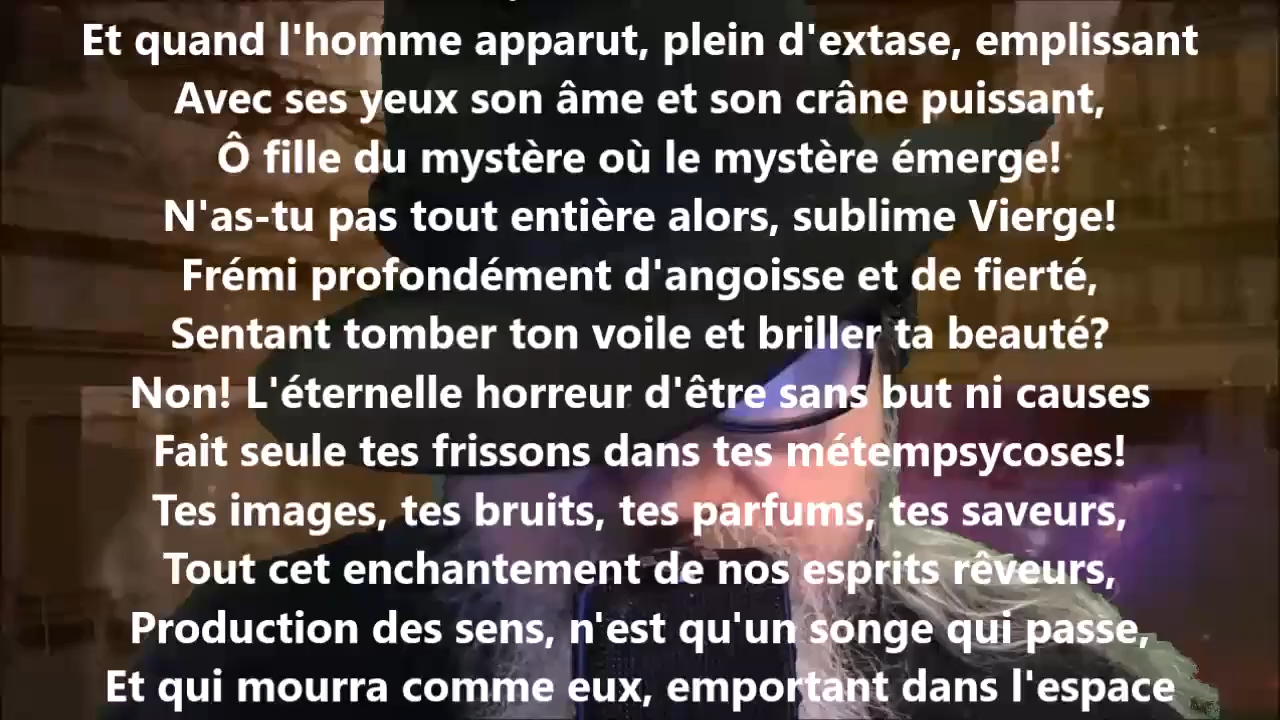 Et quand l'homme apparut, plein d'extase, emplissant
Avec ses yeux son âme et son crâne puissant,
Ô fille du mystère où le mystère émerge!
N'as-tu pas tout entière alors, sublime Vierge!
Frémi profondément d'angoisse et de fierté,
Sentant tomber ton voile et briller ta beauté?
Non! L'éternelle horreur d'être sans but ni causes
Fait seule tes frissons dans tes métempsycoses!
Tes images, tes bruits, tes parfums, tes saveurs,
Tout cet enchantement de nos esprits rêveurs,
Production des sens, n'est qu'un songe qui passe,
Et qui mourra comme eux, emportant dans l'espace